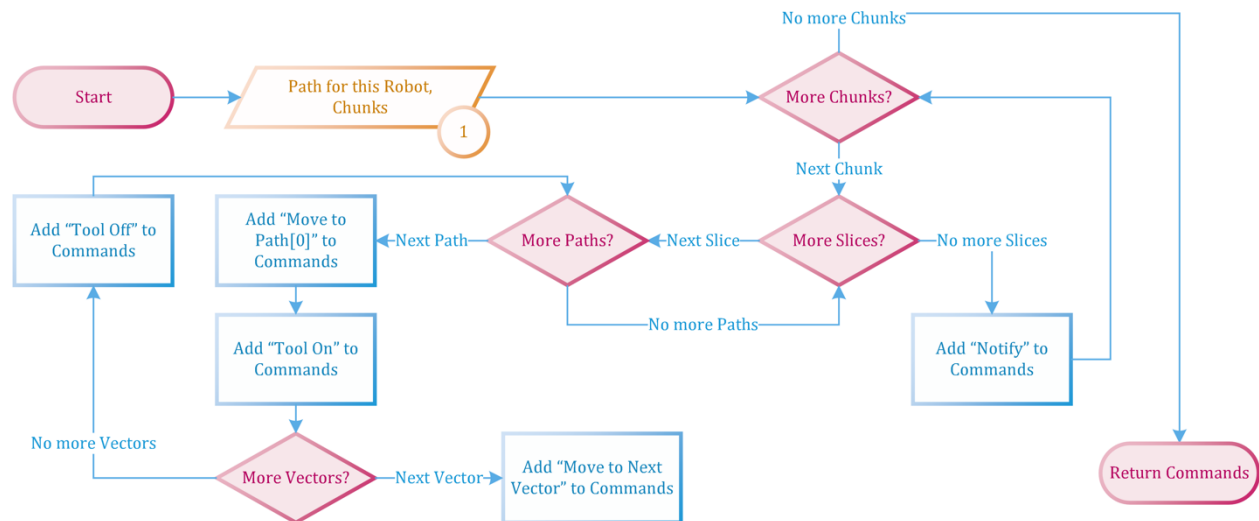 No more Chunks
Start
Path for this Robot,
Chunks
1
More Chunks?
Next Chunk
Add “Tool Off” to
Commands
Add “Move to
Path[0]” to
Commands
Next Path
More Paths?
Next Slice
More Slices?
No more Slices
No more Paths
Add “Tool On” to
Commands
Add “Notify” to
Commands
No more Vectors
More Vectors?
Next Vector
Add “Move to Next
Vector” to Commands
Return Commands